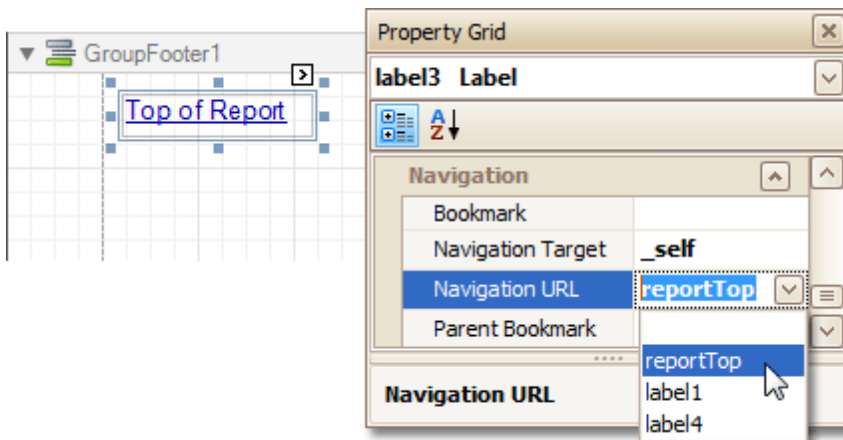 GroupFooter1
Top of Report
Property Grid
label3 Label
A
Z
Navigation
Bookmark
Navigation Target _self
Navigation URL reportTop
Parent Bookmark
reportTop
label1
label4
Navigation URL